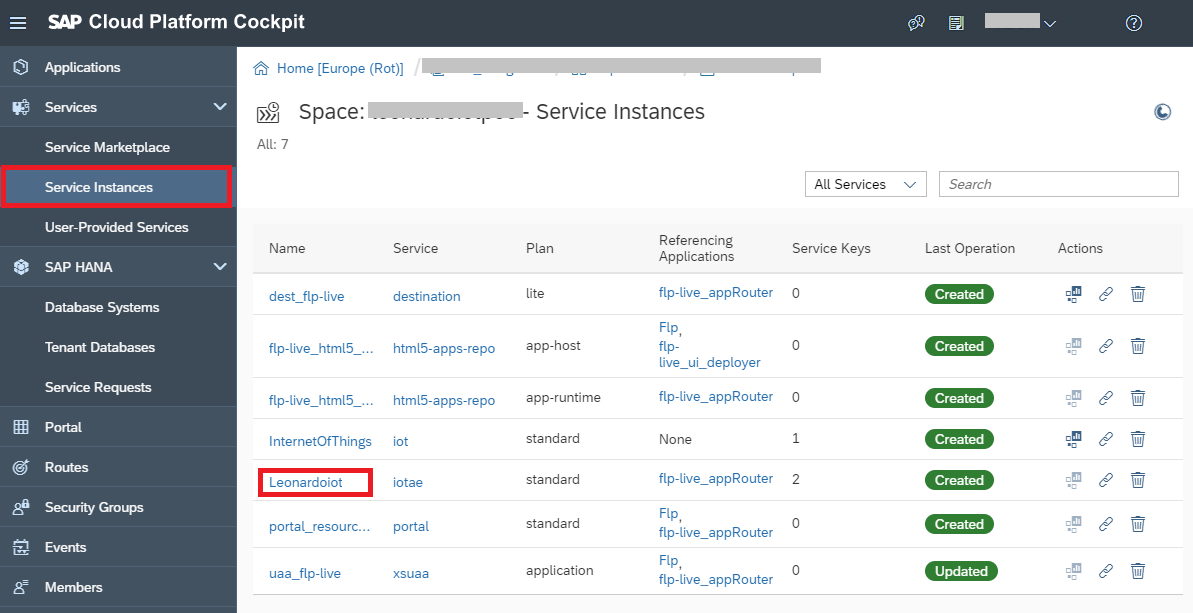 SAP Cloud Platform Cockpit
Applications
Services
Service Marketplace
Service Instances
User-Provided Services
SAP HANA
Database Systems
Tenant Databases
Service Requests
Portal
Routes
Security Groups
Events
Members
Home [Europe (Rot)] /
Space: - Service Instances
All: 7
All Services
Search
Name Service Plan Referencing Applications Service Keys Last Operation Actions
dest_flp-live destination lite flp-live_appRouter 0 Created
flp-live_html5_... html5-apps-repo app-host Flp, flp-live_ui_deployer 0 Created
flp-live_html5_... html5-apps-repo app-runtime flp-live_appRouter 0 Created
InternetOfThings iot standard None 1 Created
Leonardoiot iotae standard flp-live_appRouter 2 Created
portal_resourc... portal standard Flp, flp-live_appRouter 0 Created
uaa_flp-live xsuaa application Flp, flp-live_appRouter 0 Updated